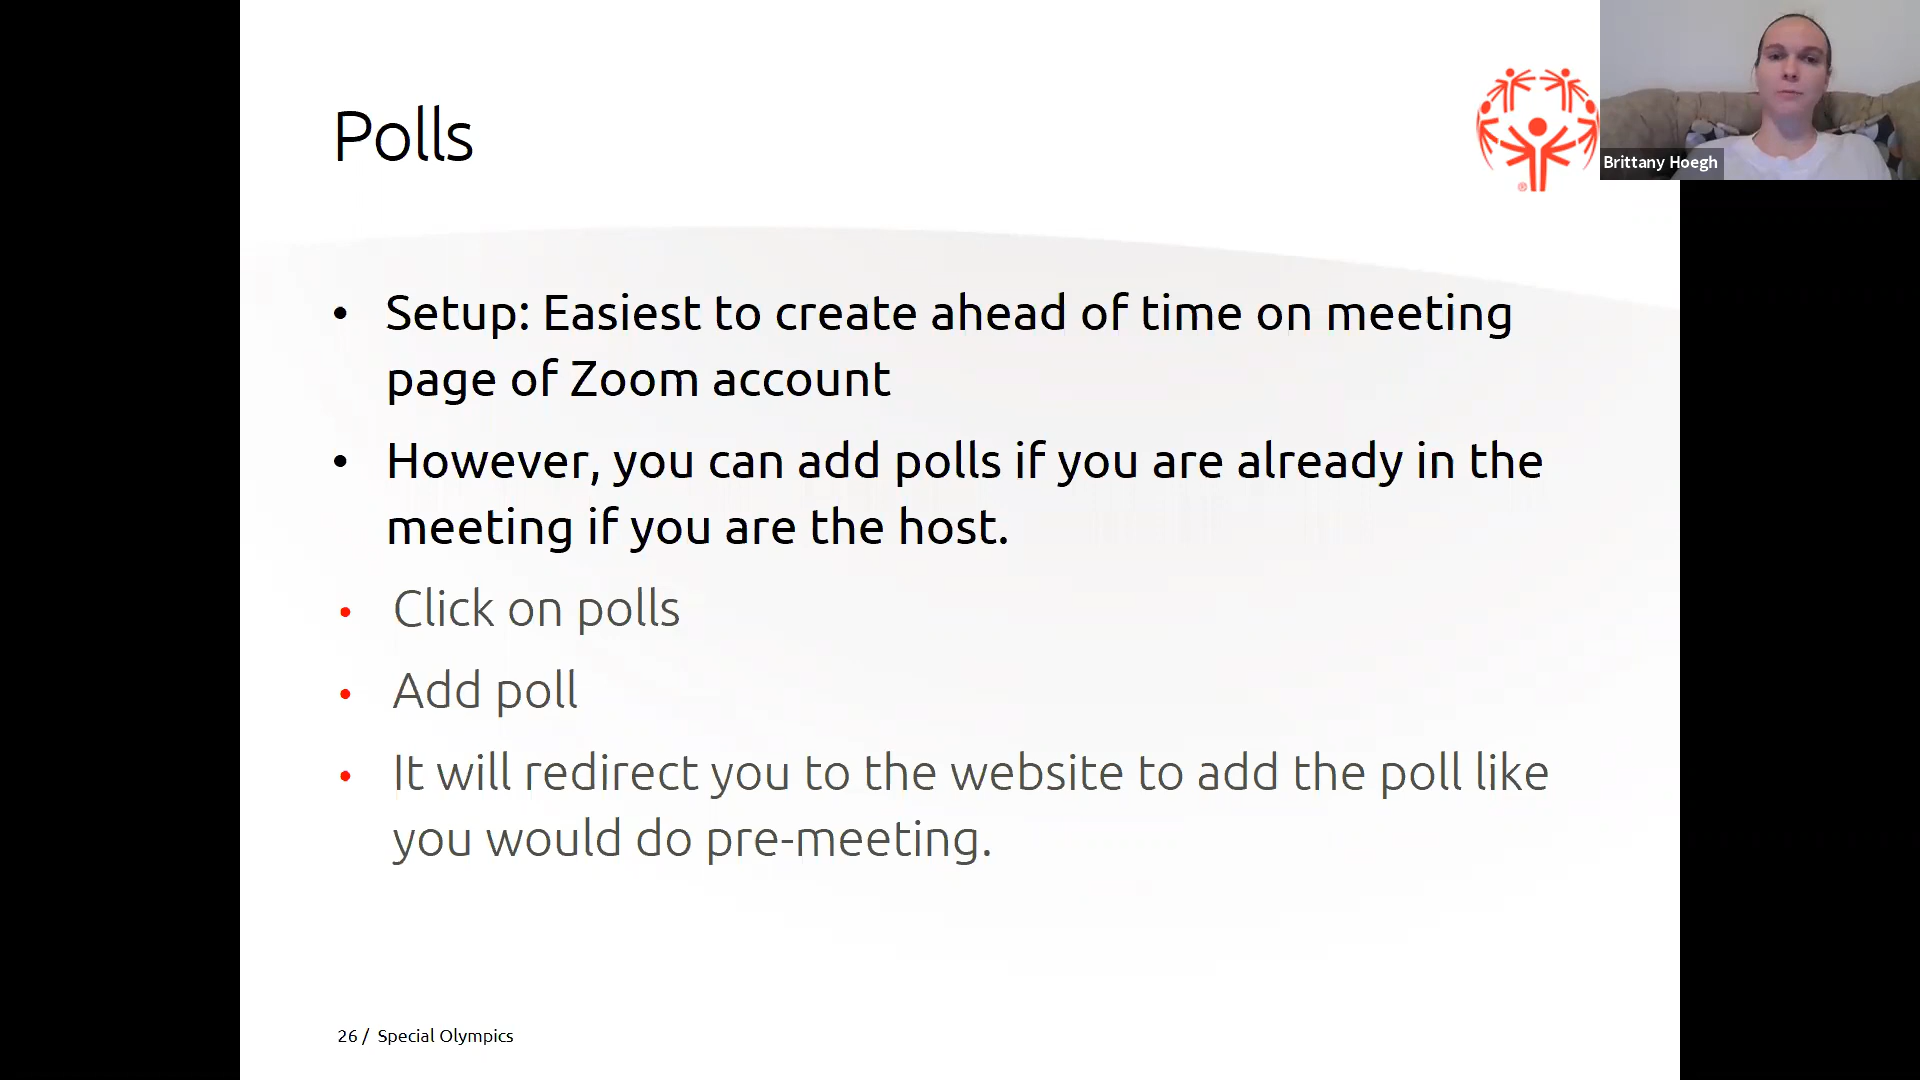 Polls
Brittany Hoegh
• Setup: Easiest to create ahead of time on meeting
page of Zoom account
• However, you can add polls if you are already in the
meeting if you are the host.
• Click on polls
• Add poll
• It will redirect you to the website to add the poll like
you would do pre-meeting.
26 / Special Olympics
®